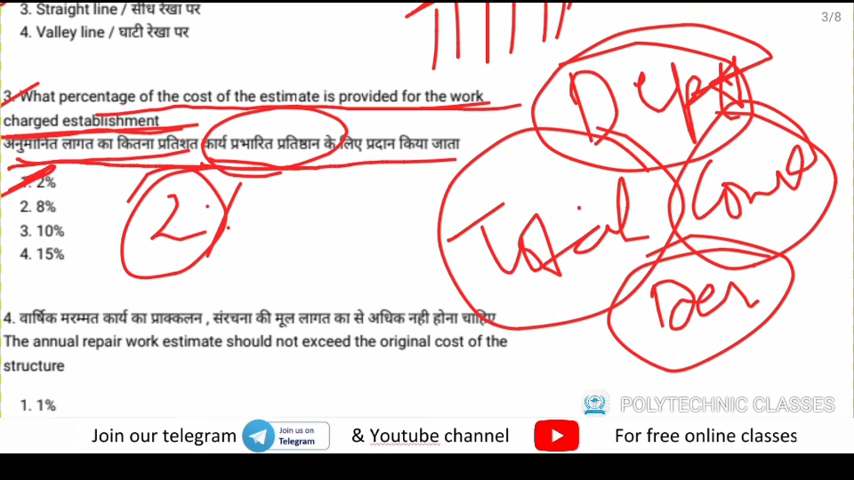 3. Straight line / सीध रेखा पर
4. Valley line / घाटी रेखा पर
3/8
3. What percentage of the cost of the estimate is provided for the work
charged establishment
अनुमानित लागत का कितना प्रतिशत कार्य प्रभारित प्रतिष्ठान के लिए प्रदान किया जाता
1. 2%
2. 8%
3. 10%
4. 15%
2%
Total
4. वार्षिक मरम्मत कार्य का प्राक्कलन , संरचना की मूल लागत का से अधिक नही होना चाहिए
The annual repair work estimate should not exceed the original cost of the
structure
1. 1%
POLYTECHNIC CLASSES
Join our telegram Join us on Telegram & Youtube channel For free online classes